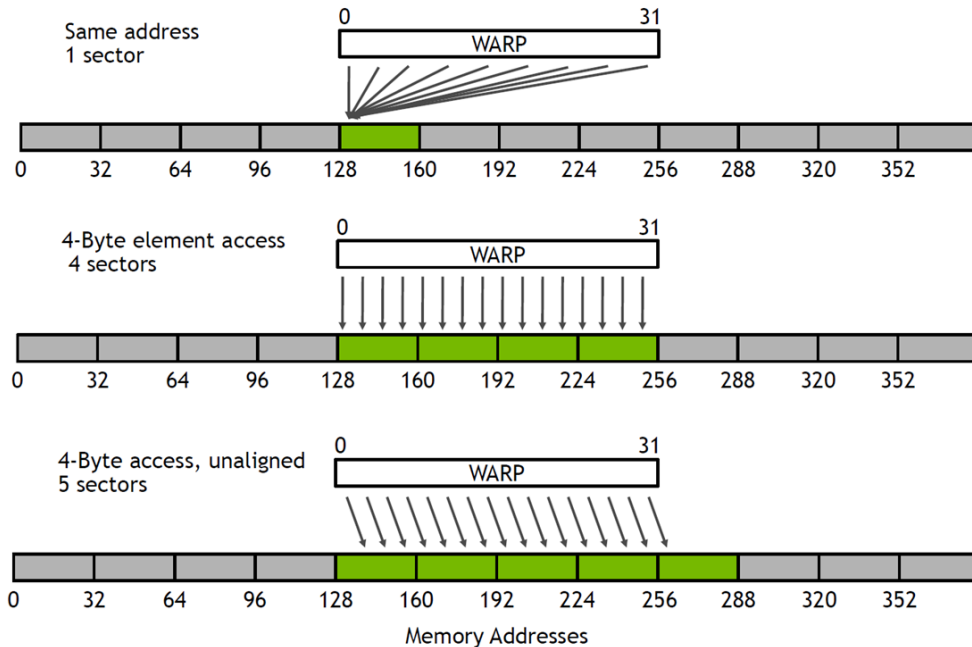 0 31
Same address
1 sector
WARP
0 32 64 96 128 160 192 224 256 288 320 352
0 31
4-Byte element access
4 sectors
WARP
0 32 64 96 128 160 192 224 256 288 320 352
0 31
4-Byte access, unaligned
5 sectors
WARP
0 32 64 96 128 160 192 224 256 288 320 352
Memory Addresses